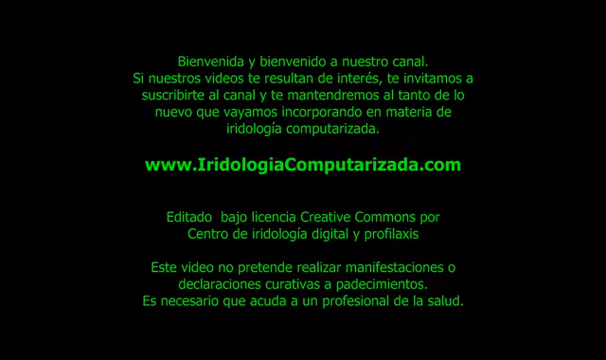 Bienvenida y bienvenido a nuestro canal.
Si nuestros videos te resultan de interés, te invitamos a
suscribirte al canal y te mantendremos al tanto de lo
nuevo que vayamos incorporando en materia de
iridología computarizada.
www.IridologiaComputarizada.com
Editado bajo licencia Creative Commons por
Centro de iridología digital y profilaxis
Este video no pretende realizar manifestaciones o
declaraciones curativas a padecimientos.
Es necesario que acuda a un profesional de la salud.